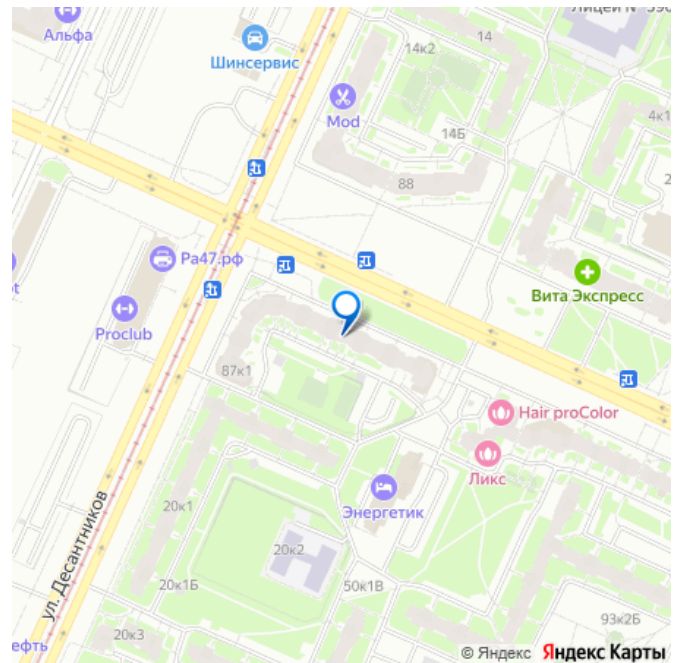 Лицей № 590
Альфа
14
14к2
Шинсервис
4к1
Mod
14Б
88
2
Ра47.рф
Вита Экспресс
Proclub
87к1
Hair proColor
Ликс
20к1
Энергетик
ул. Десантников
20к2
20к1Б
50к1В
93к2Б
20к3
© Яндекс Яндекс Карты